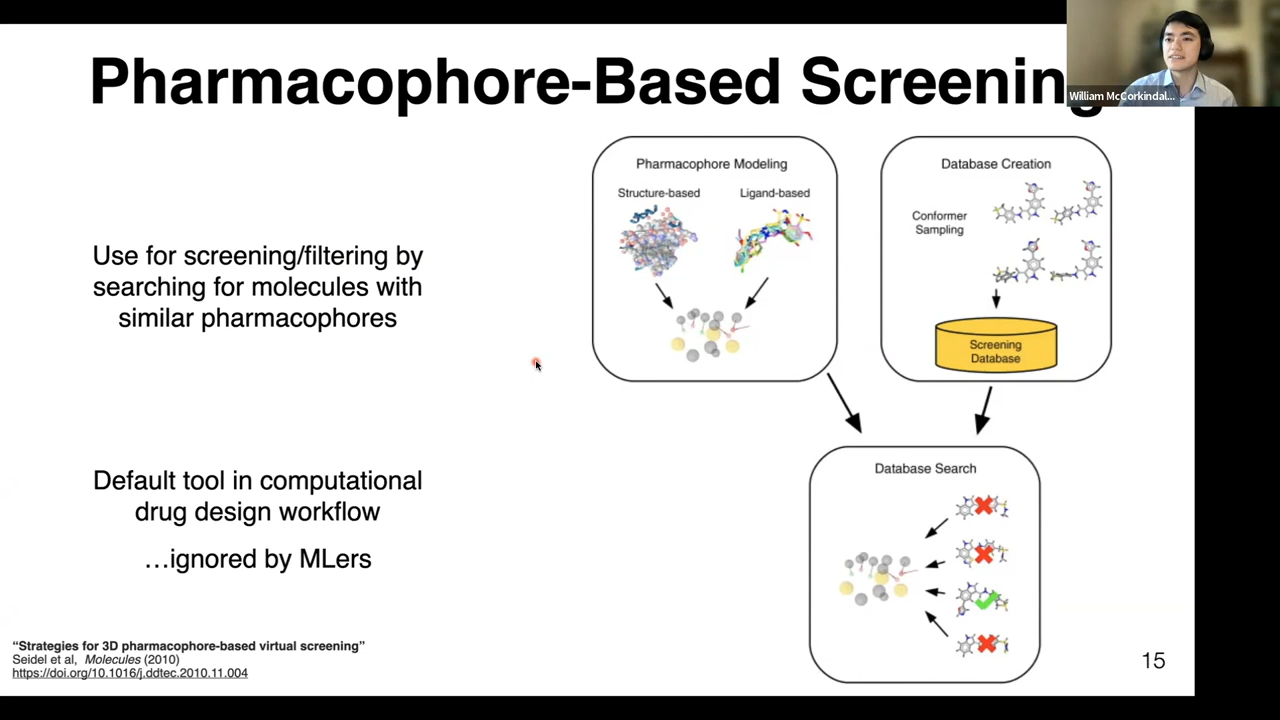 Pharmacophore-Based Screening
William McCorkindal...
Use for screening/filtering by
searching for molecules with
similar pharmacophores
Default tool in computational
drug design workflow
…ignored by MLers
Pharmacophore Modeling
Structure-based
Ligand-based
Database Creation
Conformer
Sampling
Screening
Database
Database Search
“Strategies for 3D pharmacophore-based virtual screening”
Seidel et al, Molecules (2010)
https://doi.org/10.1016/j.ddtec.2010.11.004
15